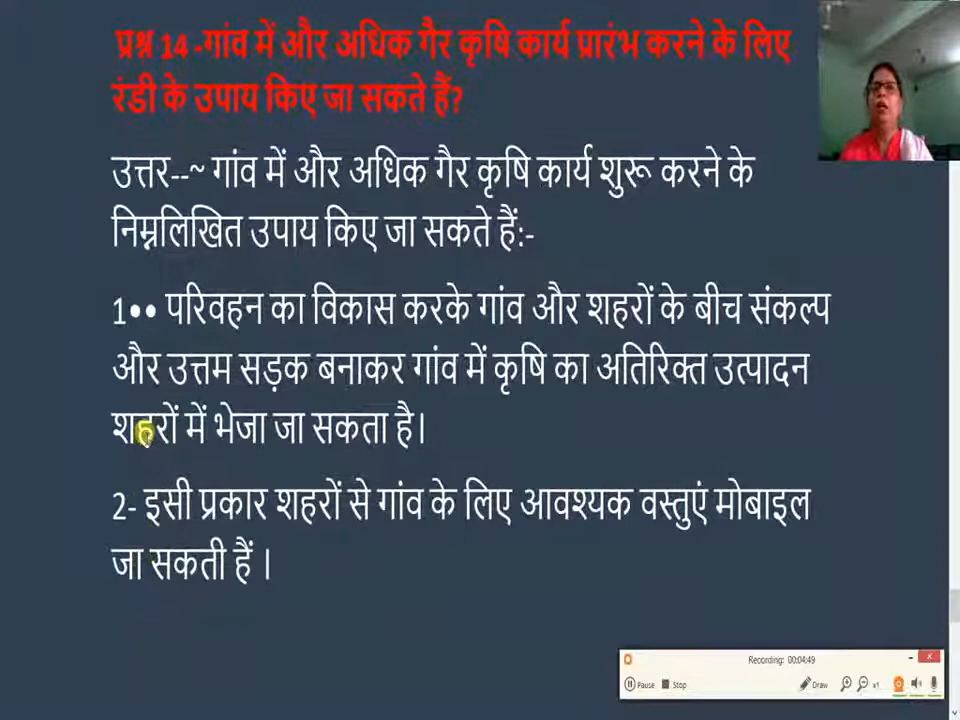 प्रश्न 14 -गांव में और अधिक गैर कृषि कार्य प्रारंभ करने के लिए
रंडी के उपाय किए जा सकते हैं?
उत्तर--~ गांव में और अधिक गैर कृषि कार्य शुरू करने के
निम्नलिखित उपाय किए जा सकते हैं:-
1•• परिवहन का विकास करके गांव और शहरों के बीच संकल्प
और उत्तम सड़क बनाकर गांव में कृषि का अतिरिक्त उत्पादन
शहरों में भेजा जा सकता है।
2- इसी प्रकार शहरों से गांव के लिए आवश्यक वस्तुएं मोबाइल
जा सकती हैं ।
Recording: 00:04:49
Pause Stop Draw x1